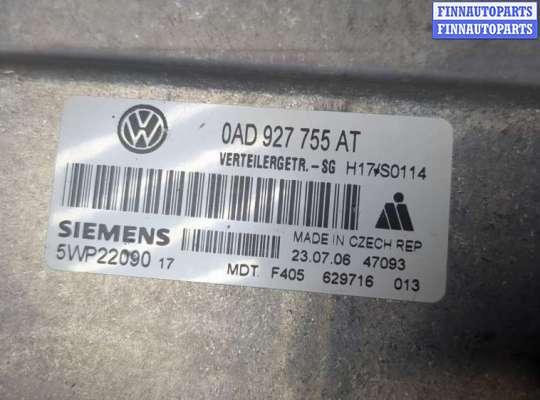 FINNAUTOPARTS
FINNAUTOPARTS
0AD 927 755 AT
VERTEILERGETR.-SG H17/S0114
SIEMENS
MADE IN CZECH REP
5WP22090 17
23.07.06 47093
MDT F405 629716 013